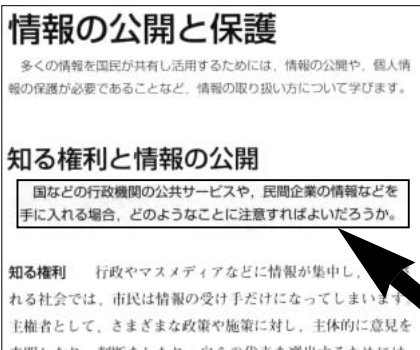 情報の公開と保護
多くの情報を国民が共有し活用するためには，情報の公開や，個人情
報の保護が必要であることなど，情報の取り扱い方について学びます。
知る権利と情報の公開
国などの行政機関の公共サービスや，民間企業の情報などを
手に入れる場合，どのようなことに注意すればよいだろうか。
知る権利 行政やマスメディアなどに情報が集中し，
れる社会では，市民は情報の受け手だけになってしまいます。
主権者として，さまざまな政策や施策に対し，主体的に意見を